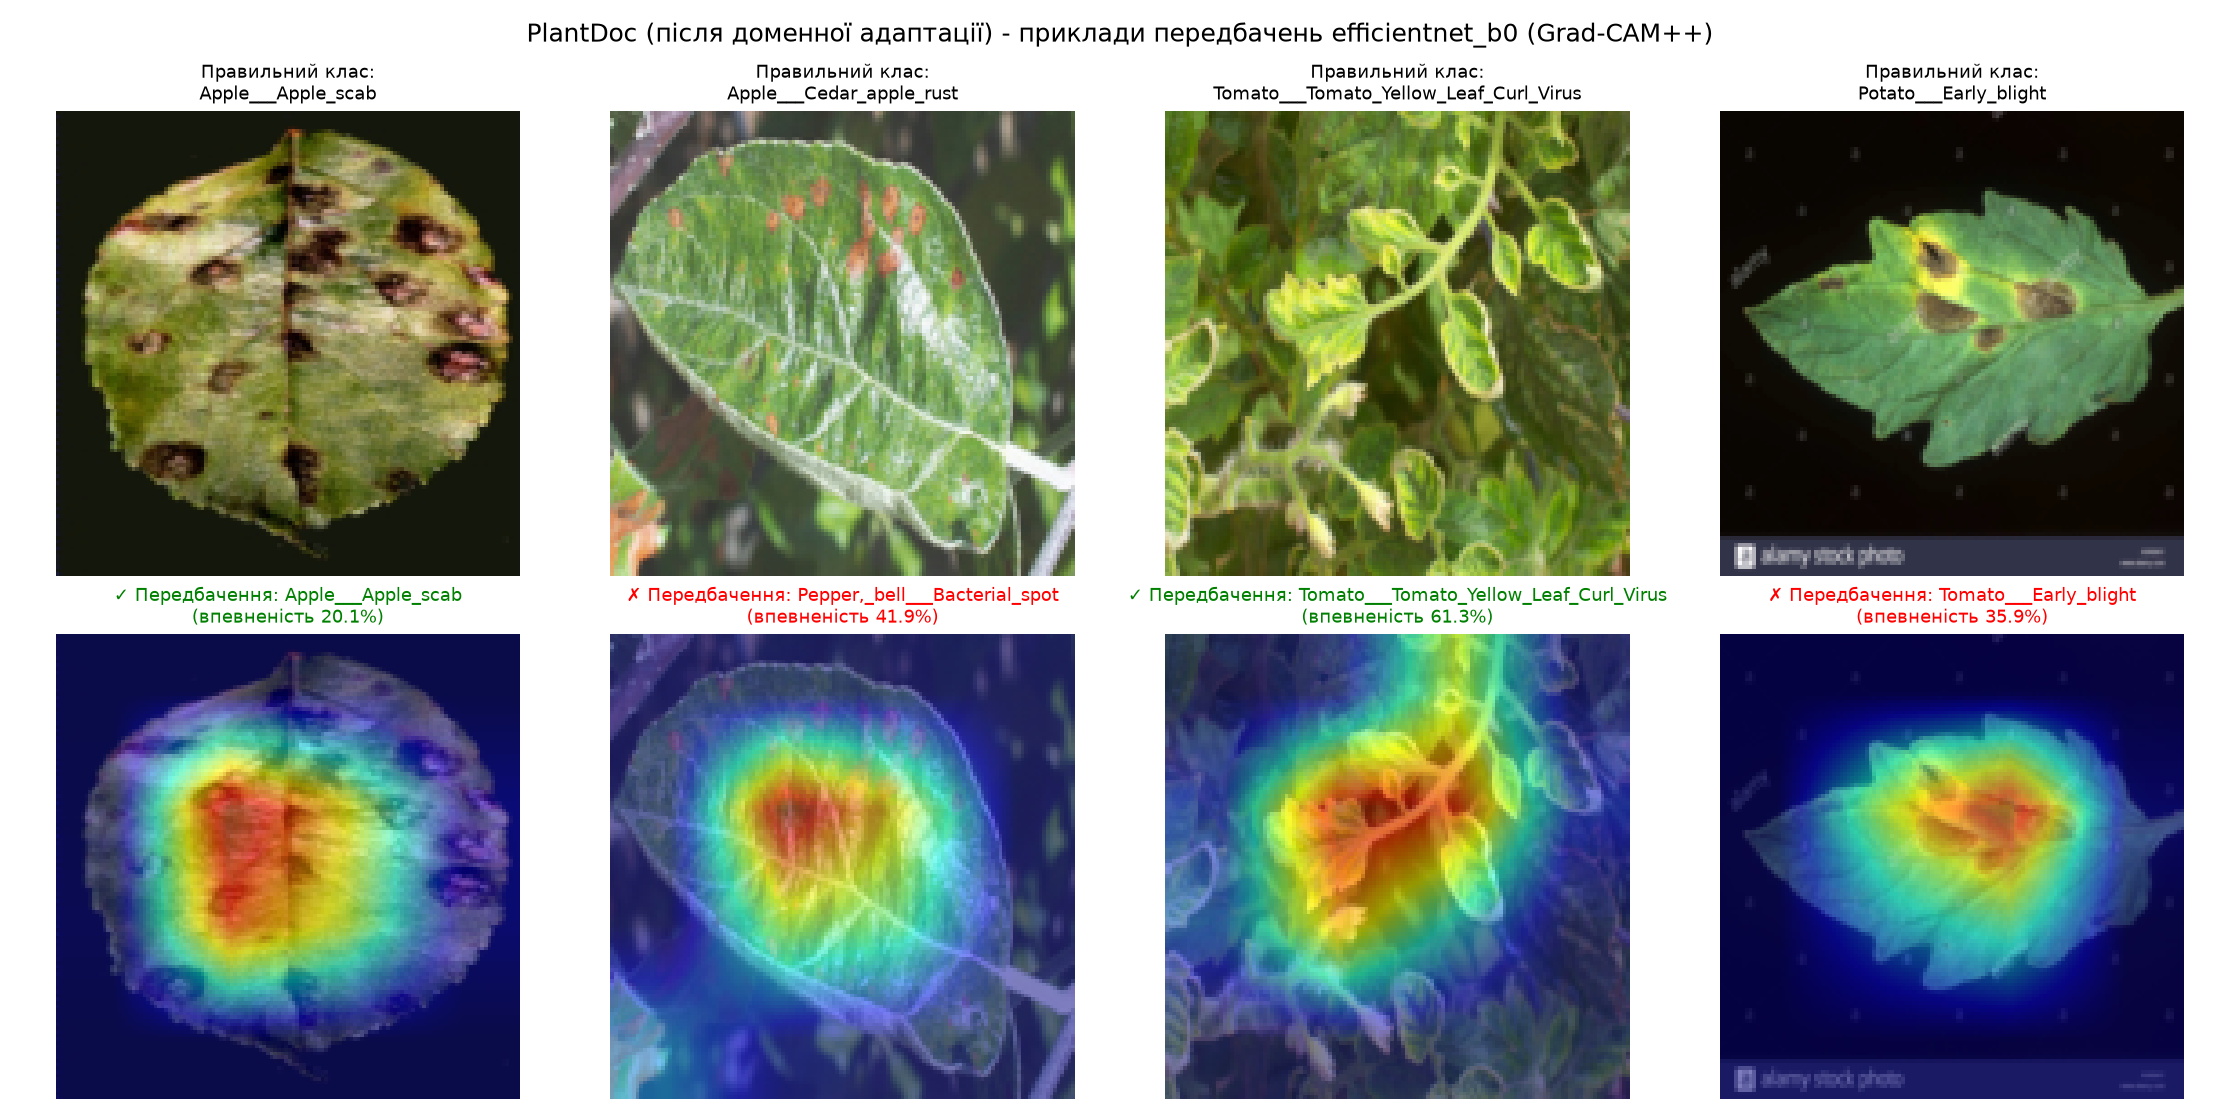 PlantDoc (після доменної адаптації) - приклади передбачень efficientnet_b0 (Grad-CAM++)
Правильний клас:
Apple___Apple_scab
Правильний клас:
Apple___Cedar_apple_rust
Правильний клас:
Tomato___Tomato_Yellow_Leaf_Curl_Virus
Правильний клас:
Potato___Early_blight
alamy
a alamy stock photo
✓ Передбачення: Apple___Apple_scab
(впевненість 20.1%)
✗ Передбачення: Pepper,_bell___Bacterial_spot
(впевненість 41.9%)
✓ Передбачення: Tomato___Tomato_Yellow_Leaf_Curl_Virus
(впевненість 61.3%)
✗ Передбачення: Tomato___Early_blight
(впевненість 35.9%)
alamy
a alamy stock photo